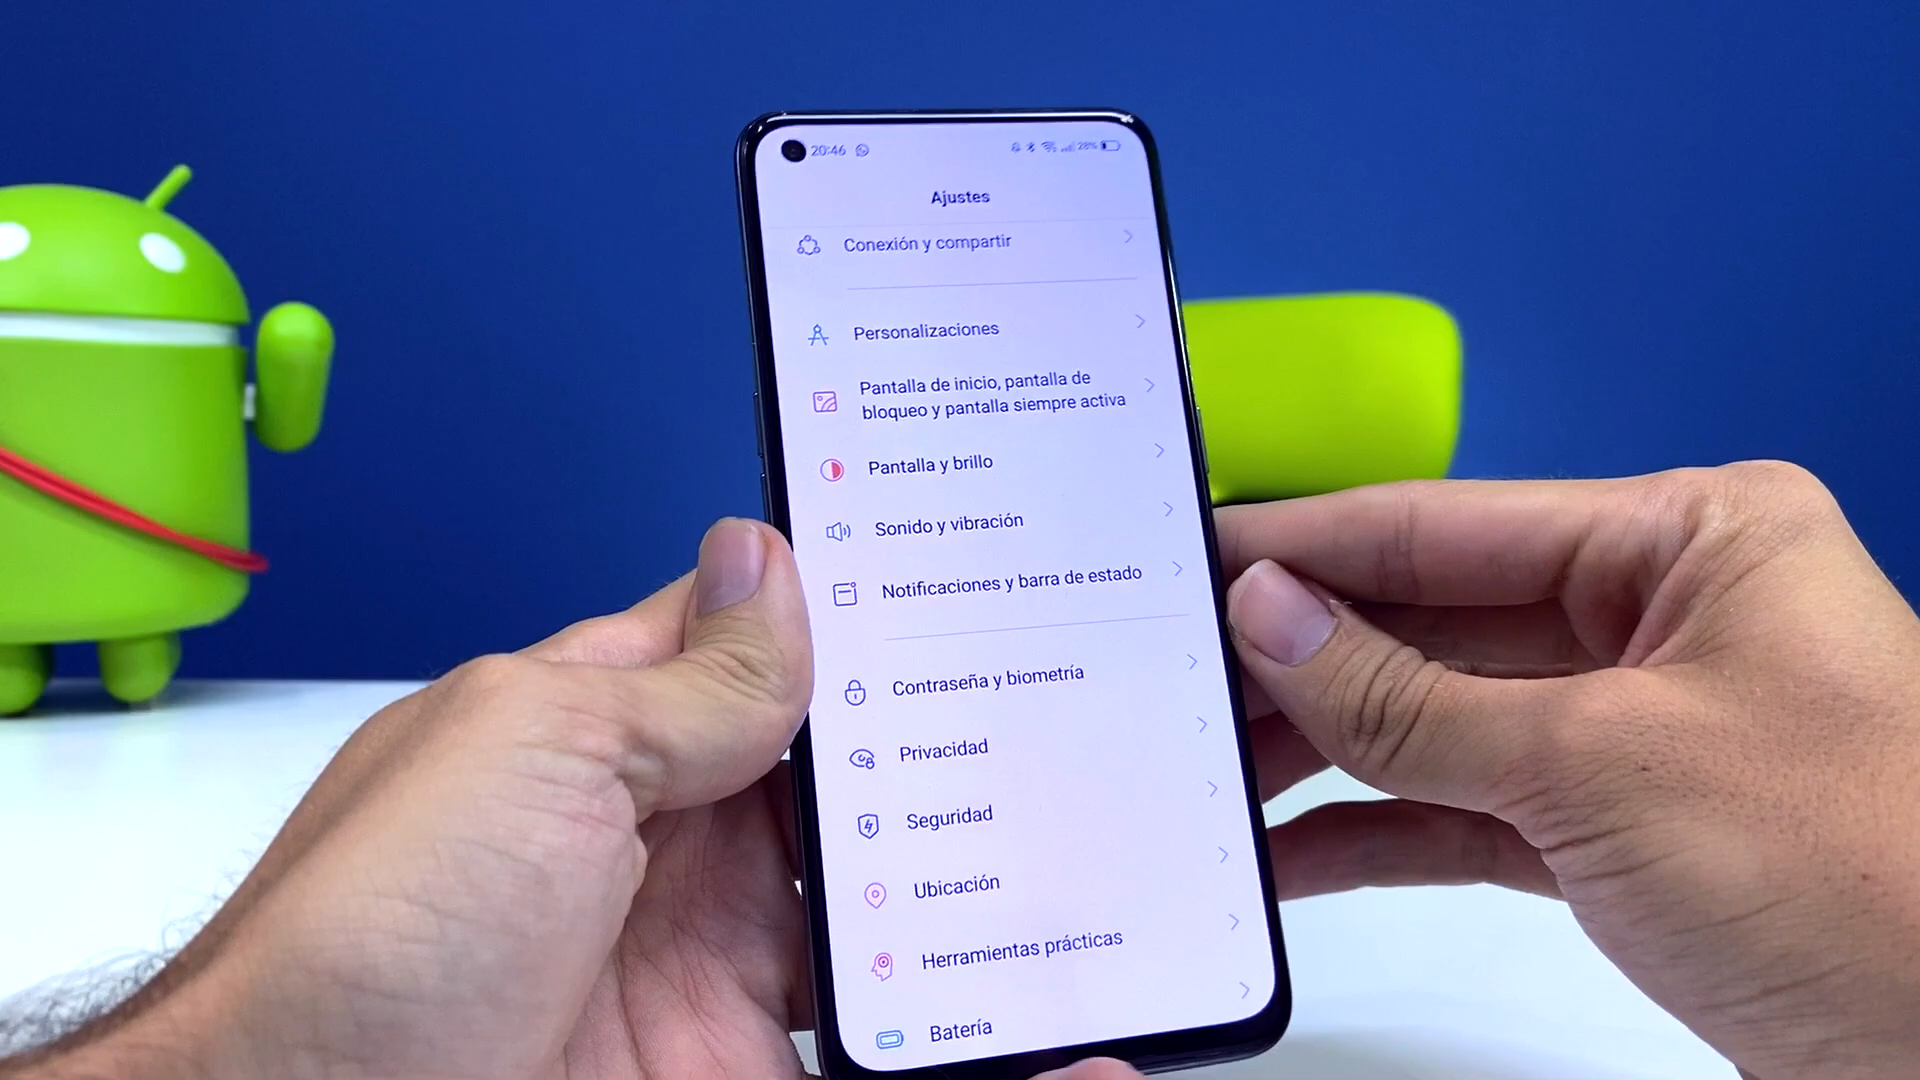 20:46 28%
Ajustes
Conexión y compartir
Personalizaciones
Pantalla de inicio, pantalla de
bloqueo y pantalla siempre activa
Pantalla y brillo
Sonido y vibración
Notificaciones y barra de estado
Contraseña y biometría
Privacidad
Seguridad
Ubicación
Herramientas prácticas
Batería